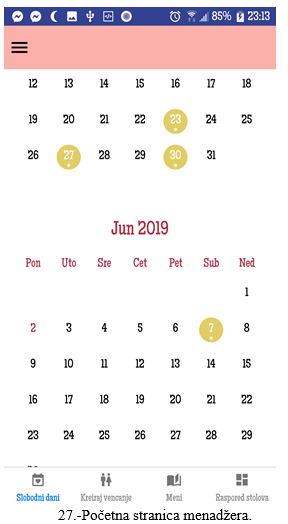 85% 23:13
12 13 14 15 16 17 18
19 20 21 22 23 24 25
26 27 28 29 30 31
Jun 2019
Pon Uto Sre Cet Pet Sub Ned
1
2 3 4 5 6 7 8
9 10 11 12 13 14 15
16 17 18 19 20 21 22
23 24 25 26 27 28 29
Slobodni dani Kreiraj vencanje Meni Raspored stolova
27.-Početna stranica menadžera.